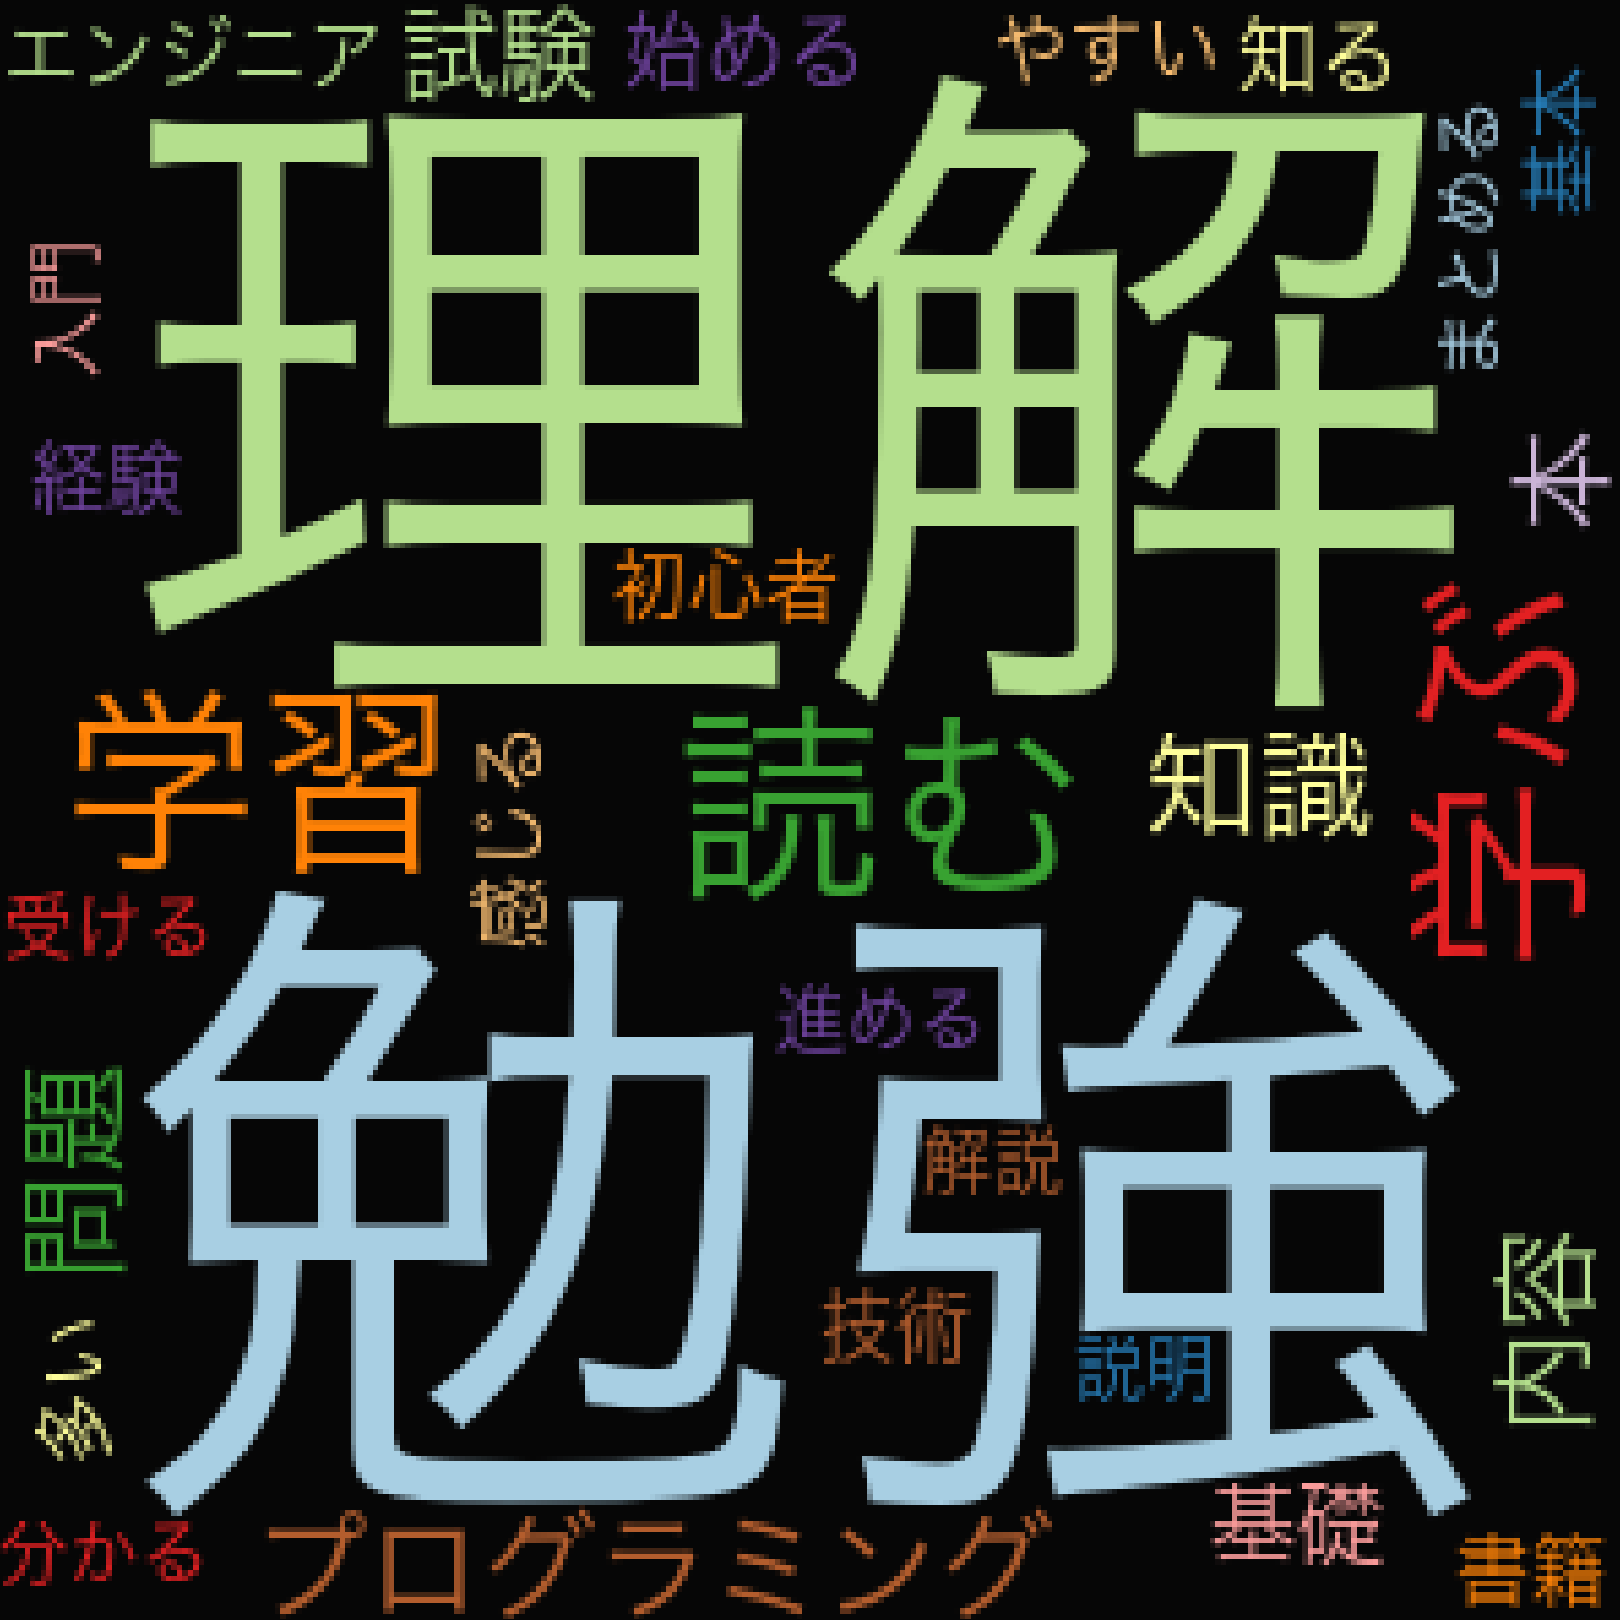 エンジニア
試験
始める
やすい
知る
まとめる
基本
理解
入門
経験
本
初心者
学ぶ
学習
感じる
読む
知識
受ける
勉強
進める
問題
解説
内容
技術
説明
多い
分かる
プログラミング
基礎
書籍